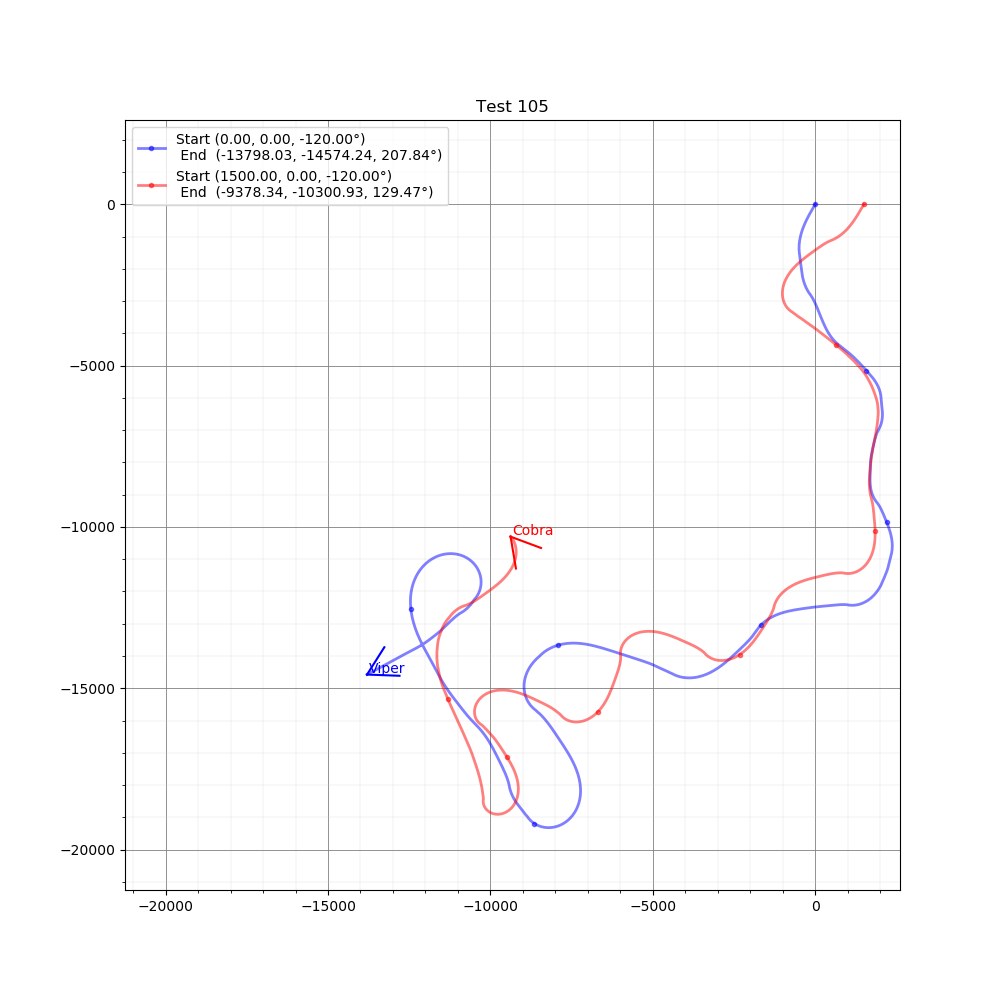 Test 105
Start (0.00, 0.00, -120.00°)
End  (-13798.03, -14574.24, 207.84°)
Start (1500.00, 0.00, -120.00°)
End  (-9378.34, -10300.93, 129.47°)
0
−5000
−10000
−15000
−20000
Cobra
Viper
−20000 −15000 −10000 −5000 0